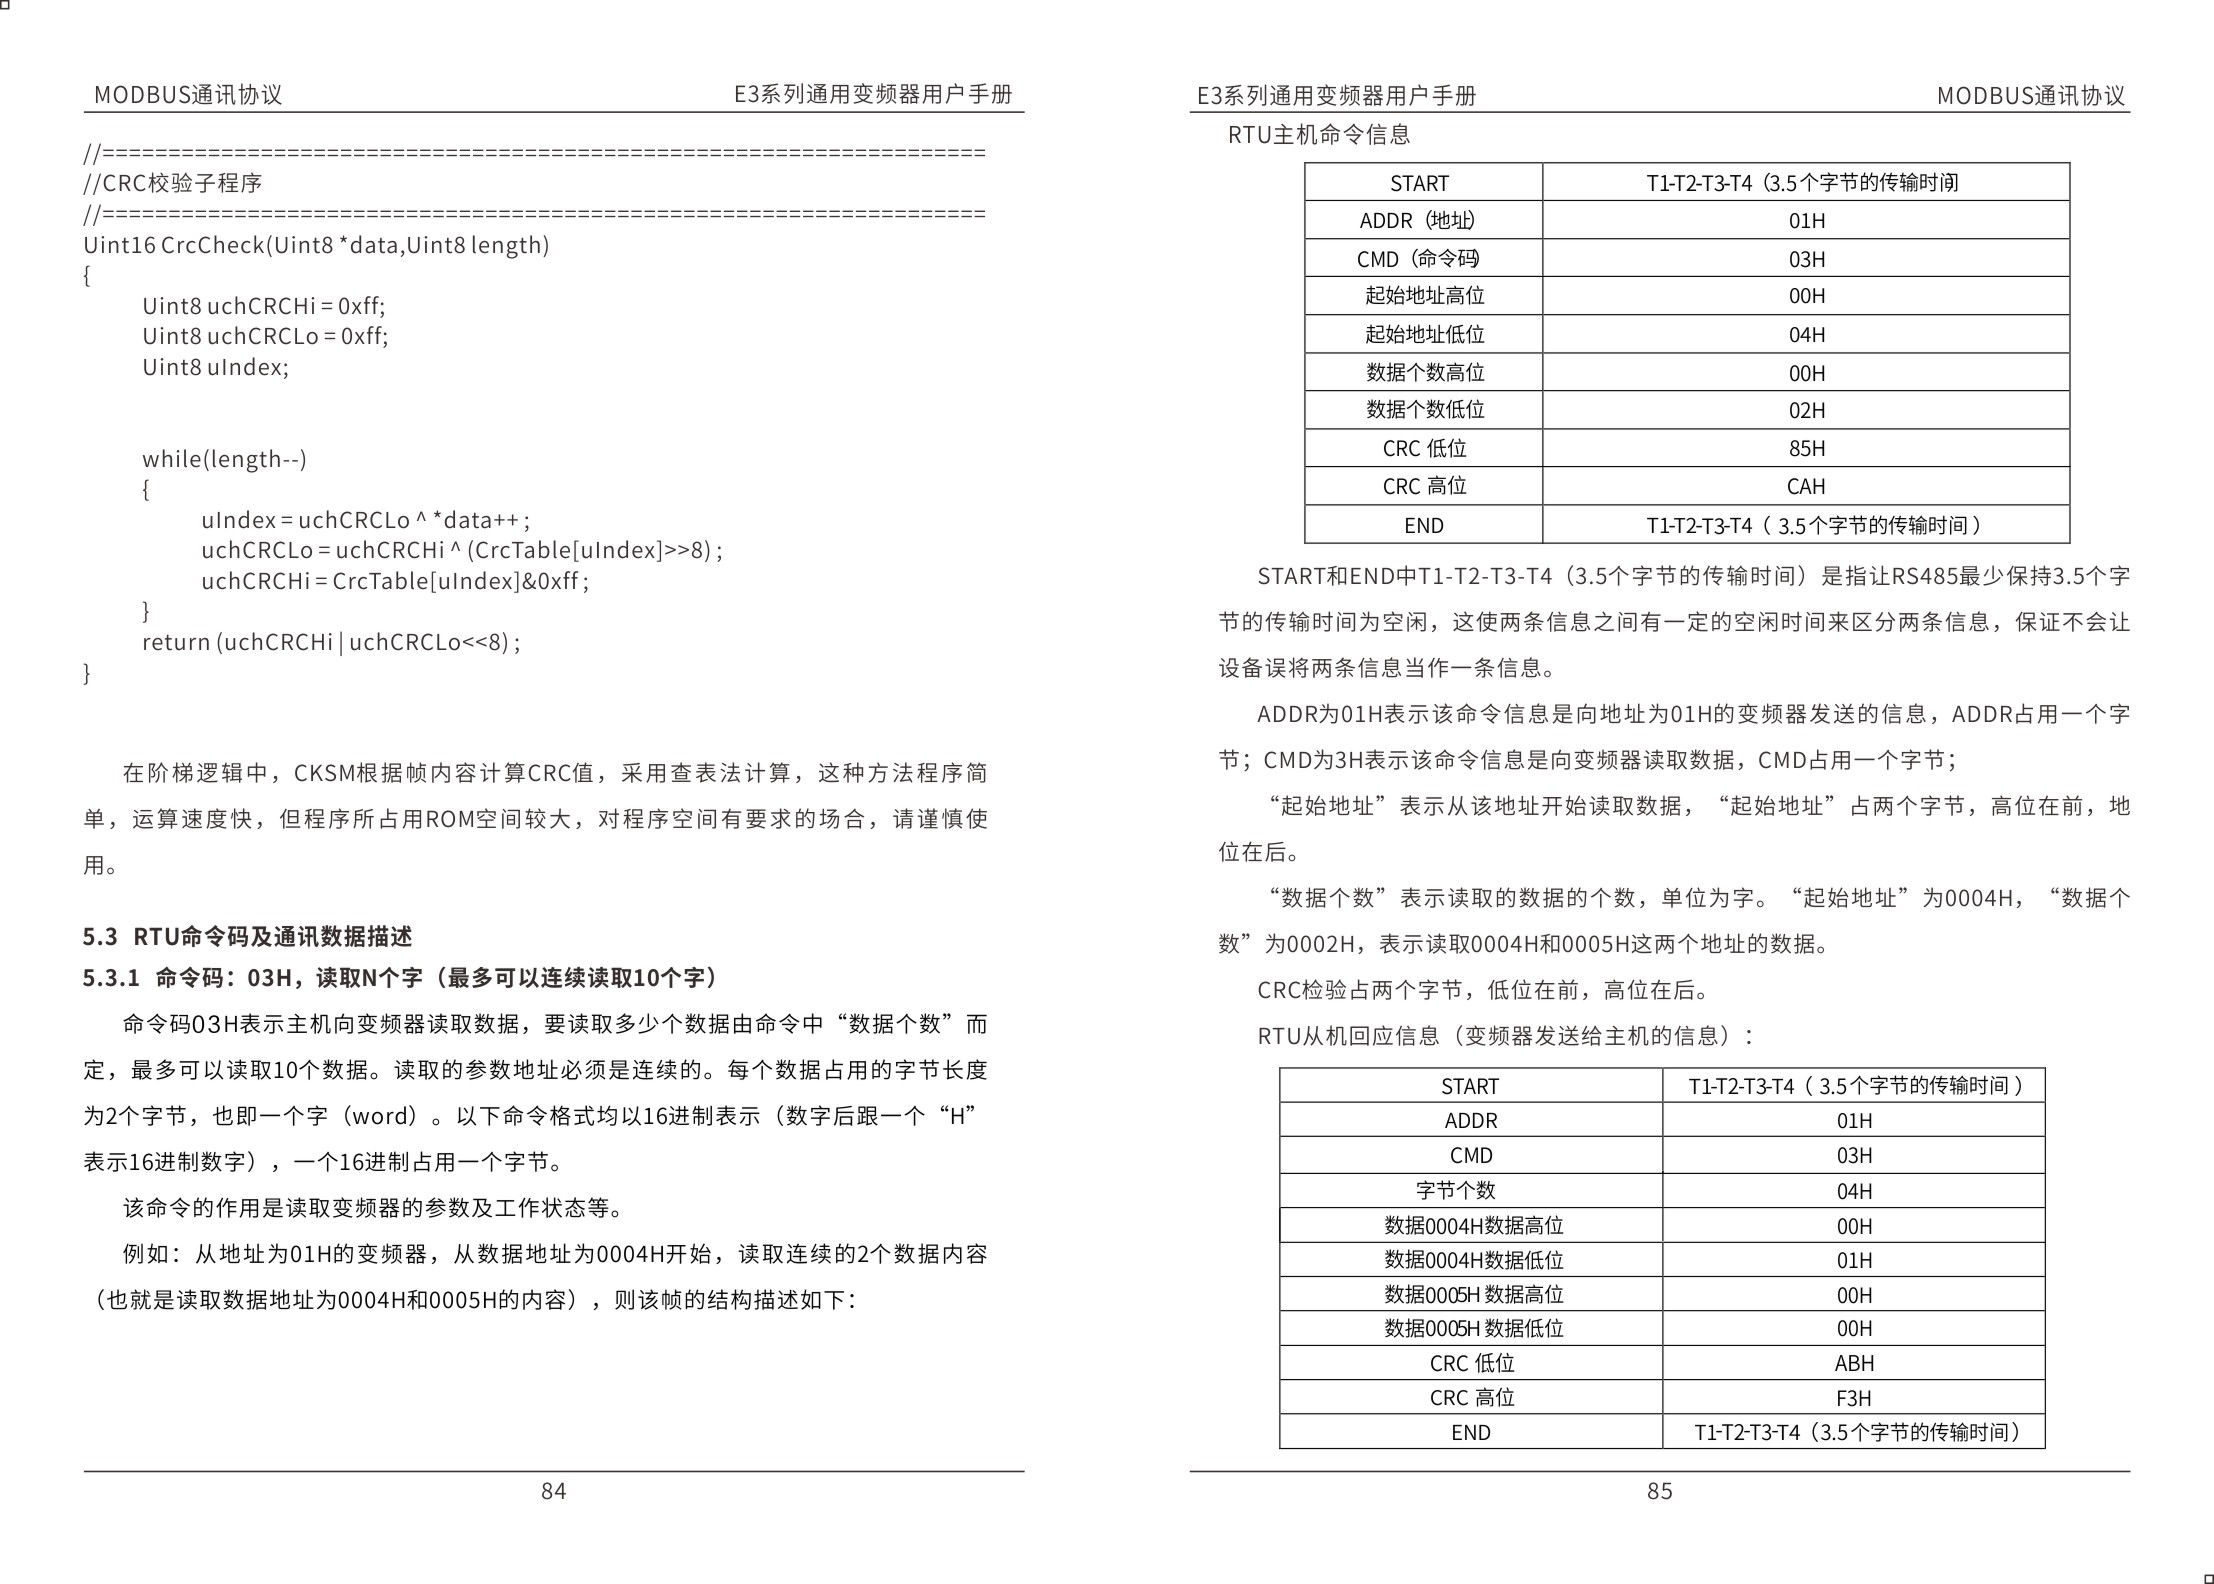 MODBUS通讯协议 E3系列通用变频器用户手册
//====================================================================
//CRC校验子程序
//====================================================================
Uint16 CrcCheck(Uint8 *data,Uint8 length)
{
Uint8 uchCRCHi = 0xff;
Uint8 uchCRCLo = 0xff;
Uint8 uIndex;
while(length--)
{
uIndex = uchCRCLo ^ *data++ ;
uchCRCLo = uchCRCHi ^ (CrcTable[uIndex]>>8) ;
uchCRCHi = CrcTable[uIndex]&0xff ;
}
return (uchCRCHi | uchCRCLo<<8) ;
}
在阶梯逻辑中，CKSM根据帧内容计算CRC值，采用查表法计算，这种方法程序简
单，运算速度快，但程序所占用ROM空间较大，对程序空间有要求的场合，请谨慎使
用。
5.3 RTU命令码及通讯数据描述
5.3.1 命令码：03H，读取N个字（最多可以连续读取10个字）
命令码03H表示主机向变频器读取数据，要读取多少个数据由命令中“数据个数”而
定，最多可以读取10个数据。读取的参数地址必须是连续的。每个数据占用的字节长度
为2个字节，也即一个字（word）。以下命令格式均以16进制表示（数字后跟一个“H”
表示16进制数字），一个16进制占用一个字节。
该命令的作用是读取变频器的参数及工作状态等。
例如：从地址为01H的变频器，从数据地址为0004H开始，读取连续的2个数据内容
（也就是读取数据地址为0004H和0005H的内容），则该帧的结构描述如下：
84
E3系列通用变频器用户手册 MODBUS通讯协议
RTU主机命令信息
START T1-T2-T3-T4（3.5个字节的传输时间）
ADDR（地址） 01H
CMD（命令码） 03H
起始地址高位 00H
起始地址低位 04H
数据个数高位 00H
数据个数低位 02H
CRC 低位 85H
CRC 高位 CAH
END T1-T2-T3-T4（ 3.5个字节的传输时间 ）
START和END中T1-T2-T3-T4（3.5个字节的传输时间）是指让RS485最少保持3.5个字
节的传输时间为空闲，这使两条信息之间有一定的空闲时间来区分两条信息，保证不会让
设备误将两条信息当作一条信息。
ADDR为01H表示该命令信息是向地址为01H的变频器发送的信息，ADDR占用一个字
节；CMD为3H表示该命令信息是向变频器读取数据，CMD占用一个字节；
“起始地址”表示从该地址开始读取数据，“起始地址”占两个字节，高位在前，地
位在后。
“数据个数”表示读取的数据的个数，单位为字。“起始地址”为0004H，“数据个
数”为0002H，表示读取0004H和0005H这两个地址的数据。
CRC检验占两个字节，低位在前，高位在后。
RTU从机回应信息（变频器发送给主机的信息）：
START T1-T2-T3-T4（ 3.5个字节的传输时间 ）
ADDR 01H
CMD 03H
字节个数 04H
数据0004H数据高位 00H
数据0004H数据低位 01H
数据0005H 数据高位 00H
数据0005H 数据低位 00H
CRC 低位 ABH
CRC 高位 F3H
END T1-T2-T3-T4（3.5个字节的传输时间）
85